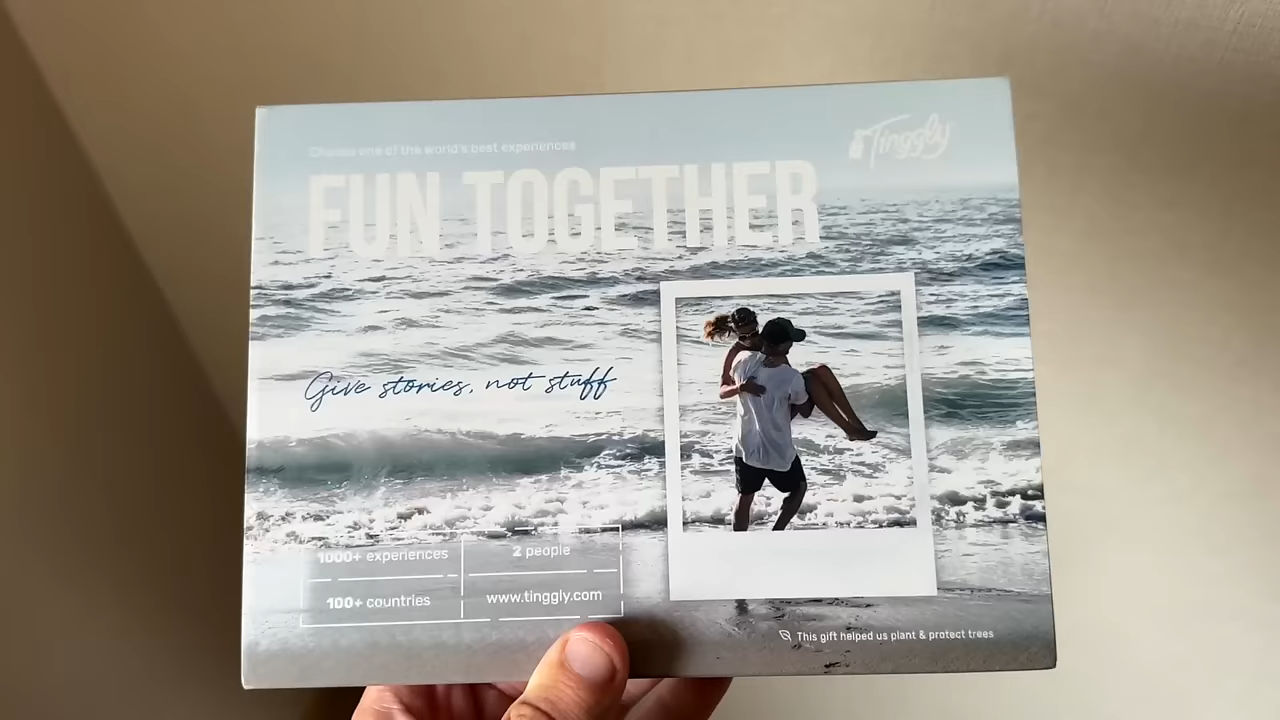 Choose one of the world's best experiences
Tinggly
FUN TOGETHER
Give stories, not stuff
1000+ experiences
2 people
100+ countries
www.tinggly.com
This gift helped us plant & protect trees